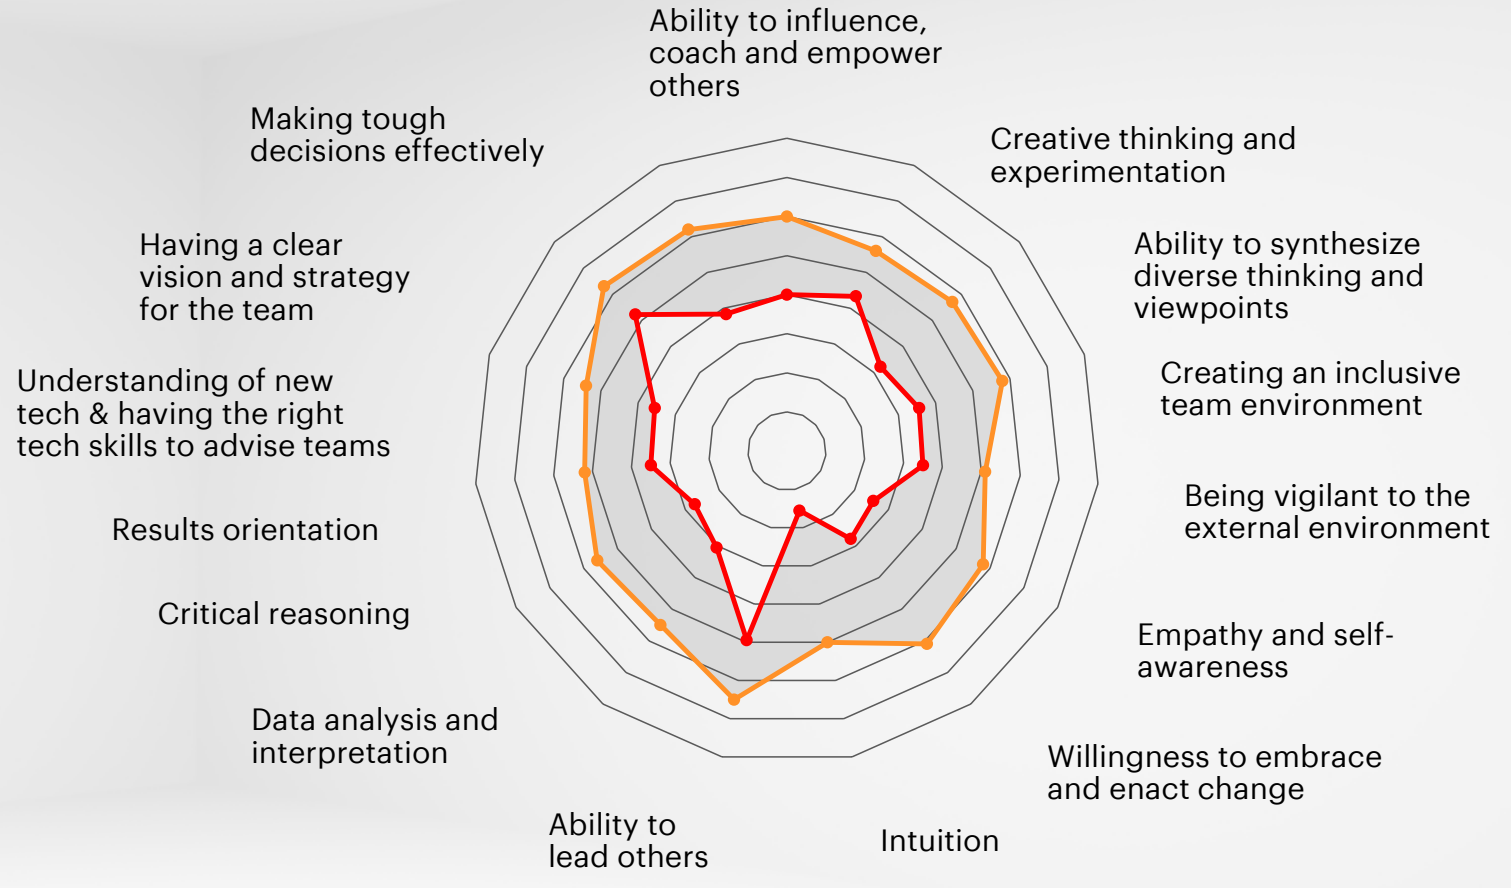 Ability to influence,
coach and empower
others
Creative thinking and
experimentation
Ability to synthesize
diverse thinking and
viewpoints
Creating an inclusive
team environment
Being vigilant to the
external environment
Empathy and self-
awareness
Willingness to embrace
and enact change
Intuition
Ability to
lead others
Data analysis and
interpretation
Critical reasoning
Results orientation
Understanding of new
tech & having the right
tech skills to advise teams
Having a clear
vision and strategy
for the team
Making tough
decisions effectively